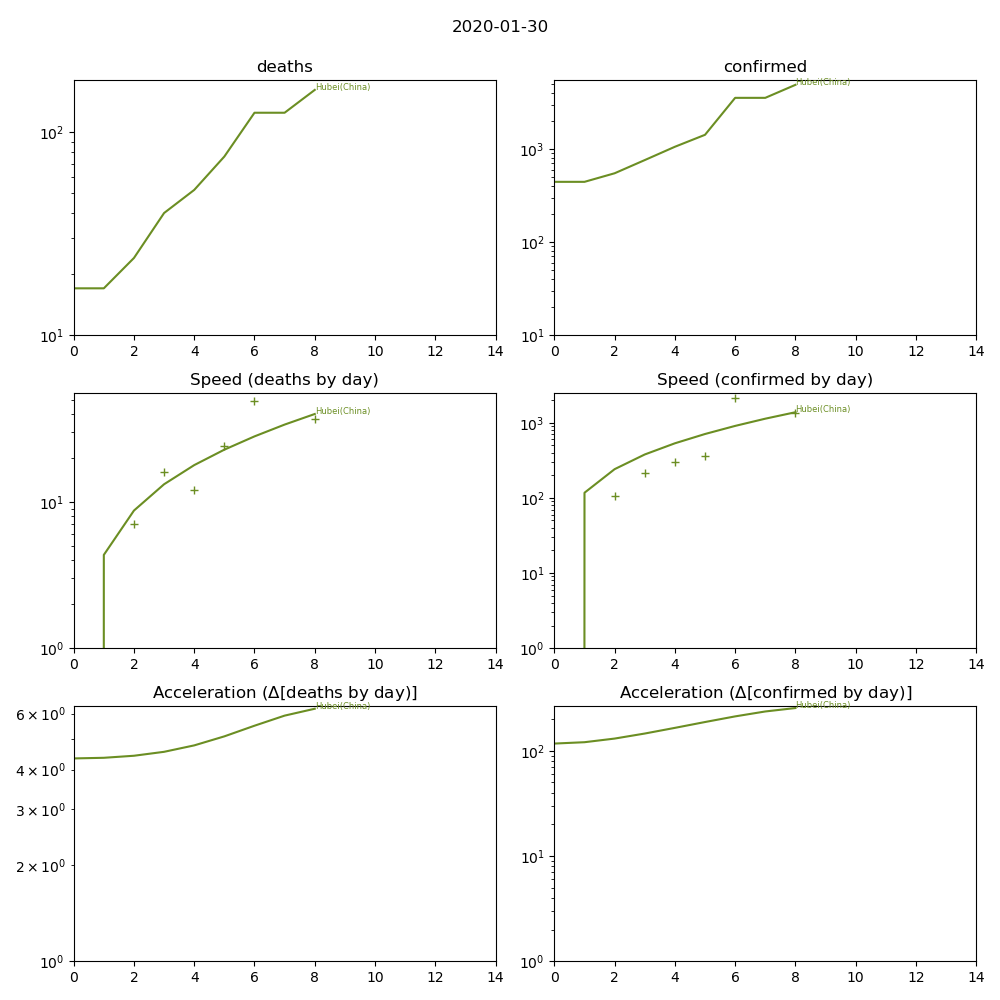 2020-01-30
deaths
confirmed
Hubei(China)
Hubei(China)
10²
10¹
0 2 4 6 8 10 12 14
10³
10²
10¹
0 2 4 6 8 10 12 14
Speed (deaths by day)
Speed (confirmed by day)
Hubei(China)
Hubei(China)
10¹
10⁰
0 2 4 6 8 10 12 14
10³
10²
10¹
10⁰
0 2 4 6 8 10 12 14
Acceleration (Δ[deaths by day)]
Acceleration (Δ[confirmed by day)]
Hubei(China)
Hubei(China)
6 × 10⁰
4 × 10⁰
3 × 10⁰
2 × 10⁰
10⁰
0 2 4 6 8 10 12 14
10²
10¹
10⁰
0 2 4 6 8 10 12 14